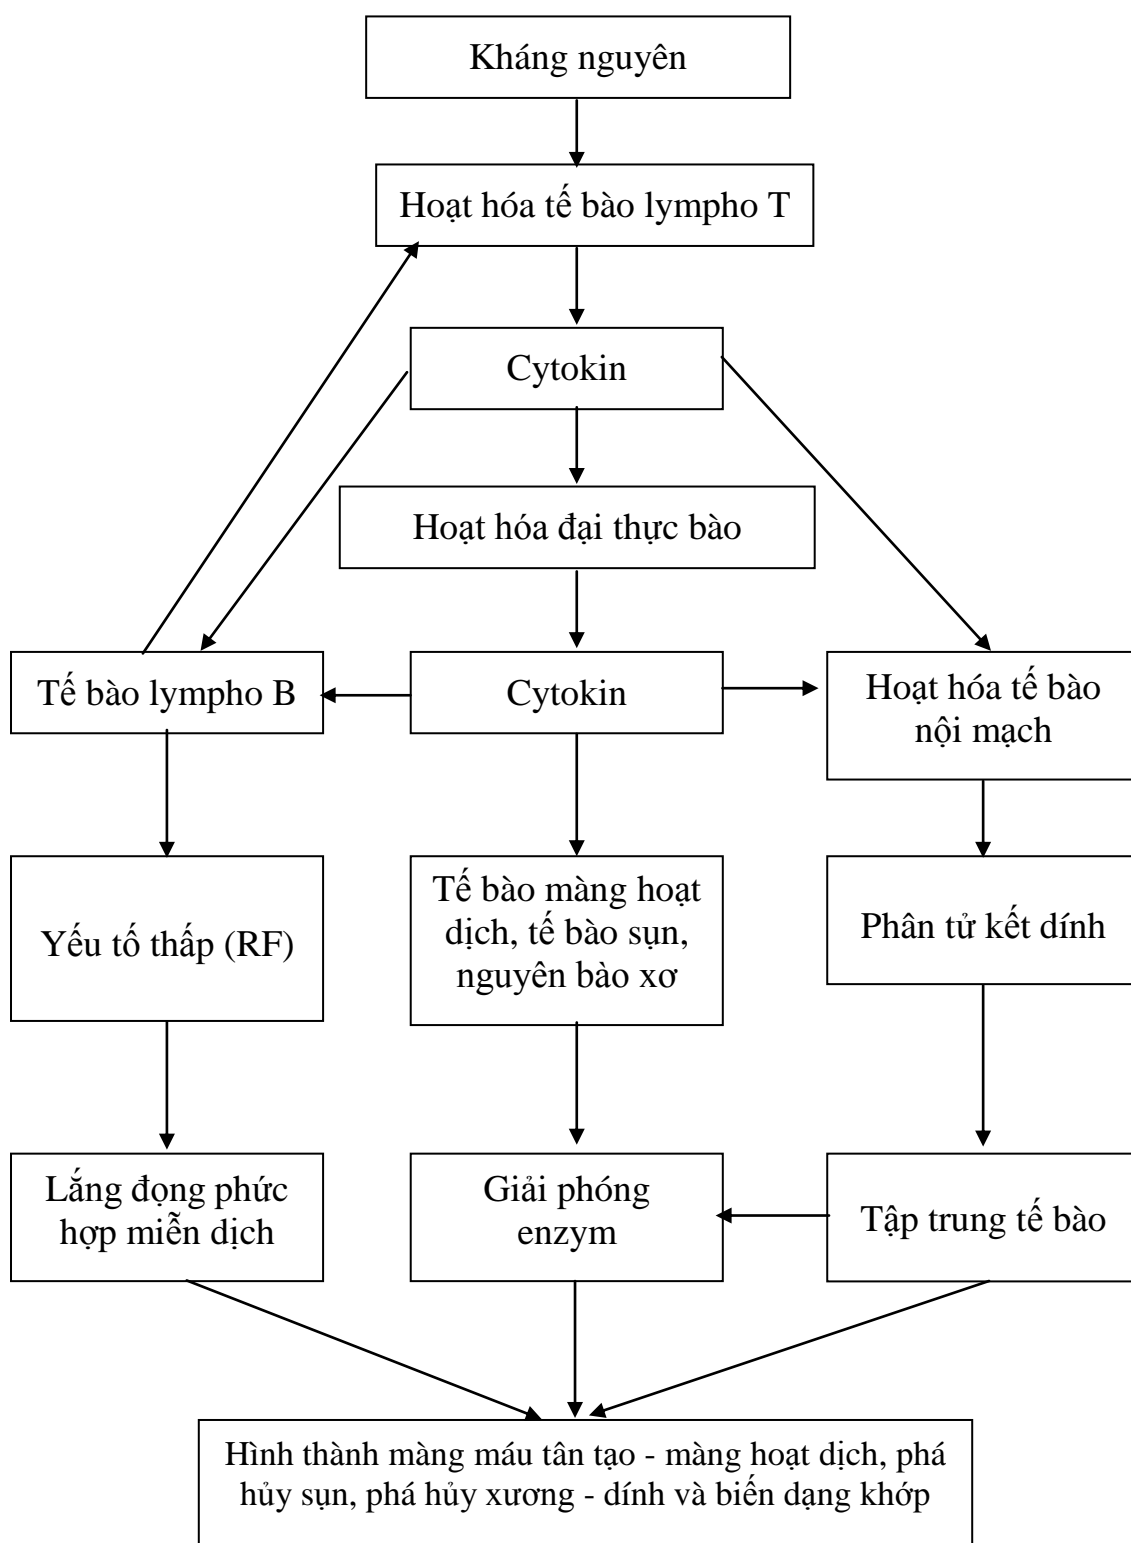 Kháng nguyên
Hoạt hóa tế bào lympho T
Cytokin
Hoạt hóa đại thực bào
Tế bào lympho B
Cytokin
Hoạt hóa tế bào
nội mạch
Yếu tố thấp (RF)
Tế bào màng hoạt
dịch, tế bào sụn,
nguyên bào xơ
Phân tử kết dính
Lắng đọng phức
hợp miễn dịch
Giải phóng
enzym
Tập trung tế bào
Hình thành màng máu tân tạo - màng hoạt dịch, phá
hủy sụn, phá hủy xương - dính và biến dạng khớp